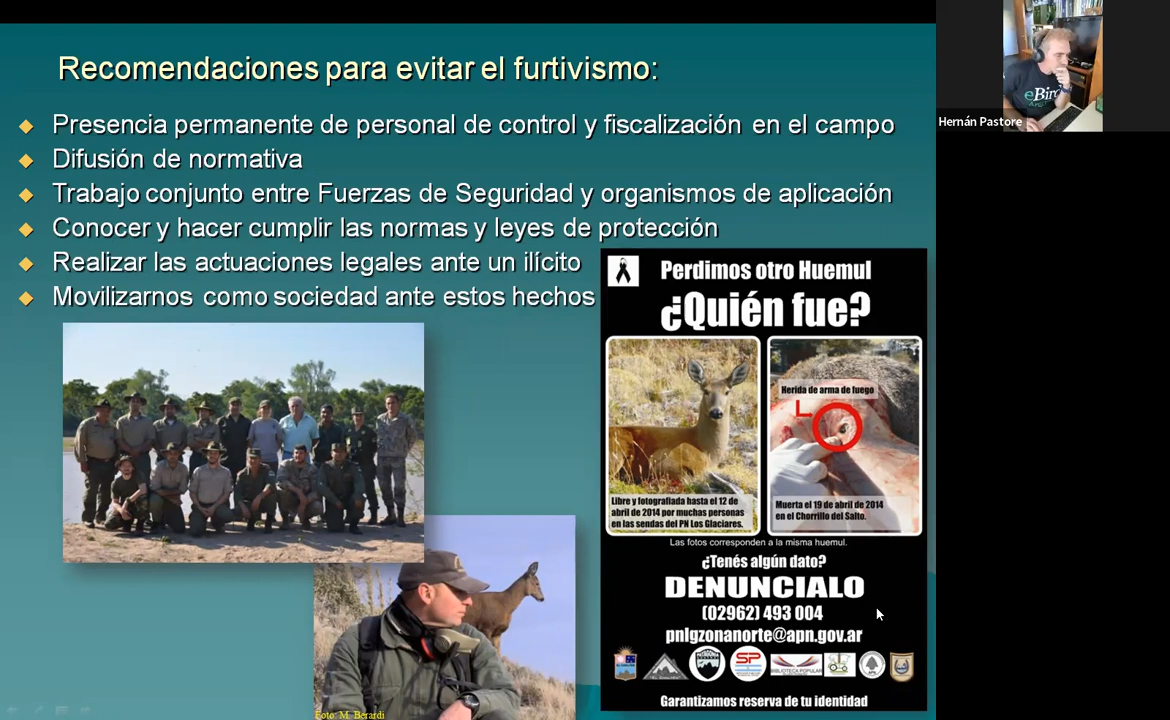 Recomendaciones para evitar el furtivismo:
Presencia permanente de personal de control y fiscalización en el campo
Difusión de normativa
Trabajo conjunto entre Fuerzas de Seguridad y organismos de aplicación
Conocer y hacer cumplir las normas y leyes de protección
Realizar las actuaciones legales ante un ilícito
Movilizarnos como sociedad ante estos hechos
Perdimos otro Huemul
¿Quién fue?
Herida de arma de fuego
Libre y fotografiada hasta el 12 de
abril de 2014 por muchas personas
en las sendas del PN Los Glaciares.
Muerta el 19 de abril de 2014
en el Chorrillo del Salto.
Las fotos corresponden a la misma huemul.
¿Tenés algún dato?
DENUNCIALO
(02962) 493 004
pnlgzonanorte@apn.gov.ar
SP
BIBLIOTECA POPULAR
Garantizamos reserva de tu identidad
Foto: M. Berardi
eBird
Hernán Pastore